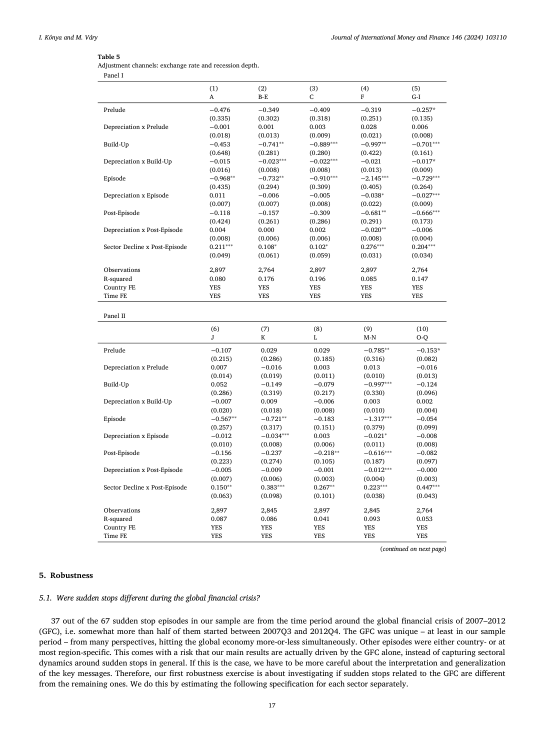 I. Kónya and M. Váry Journal of International Money and Finance 146 (2024) 103110
Table 5
Adjustment channels: exchange rate and recession depth.
Panel I
(1) (2) (3) (4) (5)
A B-E C F G-I
Prelude −0.476 −0.349 −0.409 −0.319 −0.257*
(0.335) (0.302) (0.318) (0.251) (0.135)
Depreciation x Prelude −0.001 0.001 0.003 0.028 0.006
(0.018) (0.013) (0.009) (0.021) (0.008)
Build-Up −0.453 −0.741** −0.889*** −0.997** −0.701***
(0.648) (0.281) (0.280) (0.422) (0.161)
Depreciation x Build-Up −0.015 −0.023*** −0.022*** −0.021 −0.017*
(0.016) (0.008) (0.008) (0.013) (0.009)
Episode −0.968** −0.732** −0.910*** −2.145*** −0.729***
(0.435) (0.294) (0.309) (0.405) (0.264)
Depreciation x Episode 0.011 −0.006 −0.005 −0.038* −0.027***
(0.007) (0.007) (0.008) (0.022) (0.009)
Post-Episode −0.118 −0.157 −0.309 −0.681** −0.666***
(0.424) (0.261) (0.286) (0.291) (0.173)
Depreciation x Post-Episode 0.004 0.000 0.002 −0.020** −0.006
(0.008) (0.006) (0.006) (0.008) (0.004)
Sector Decline x Post-Episode 0.211*** 0.108* 0.102* 0.276*** 0.204***
(0.049) (0.061) (0.059) (0.031) (0.034)
Observations 2,897 2,764 2,897 2,897 2,764
R-squared 0.080 0.176 0.196 0.085 0.147
Country FE YES YES YES YES YES
Time FE YES YES YES YES YES
Panel II
(6) (7) (8) (9) (10)
J K L M-N O-Q
Prelude −0.107 0.029 0.029 −0.785** −0.153*
(0.215) (0.286) (0.185) (0.316) (0.082)
Depreciation x Prelude 0.007 −0.016 0.003 0.013 −0.016
(0.014) (0.019) (0.011) (0.010) (0.013)
Build-Up 0.052 −0.149 −0.079 −0.997*** −0.124
(0.286) (0.319) (0.217) (0.330) (0.096)
Depreciation x Build-Up −0.007 0.009 −0.006 0.003 0.002
(0.020) (0.018) (0.008) (0.010) (0.004)
Episode −0.567** −0.721** −0.183 −1.317*** −0.054
(0.257) (0.317) (0.151) (0.379) (0.099)
Depreciation x Episode −0.012 −0.034*** 0.003 −0.021* −0.008
(0.010) (0.008) (0.006) (0.011) (0.008)
Post-Episode −0.156 −0.237 −0.218** −0.616*** −0.082
(0.223) (0.274) (0.105) (0.187) (0.097)
Depreciation x Post-Episode −0.005 −0.009 −0.001 −0.012*** −0.000
(0.007) (0.006) (0.003) (0.004) (0.003)
Sector Decline x Post-Episode 0.150** 0.383*** 0.267** 0.223*** 0.447***
(0.063) (0.098) (0.101) (0.038) (0.043)
Observations 2,897 2,845 2,897 2,845 2,764
R-squared 0.087 0.086 0.041 0.093 0.053
Country FE YES YES YES YES YES
Time FE YES YES YES YES YES
(continued on next page)
5. Robustness
5.1. Were sudden stops different during the global financial crisis?
37 out of the 67 sudden stop episodes in our sample are from the time period around the global financial crisis of 2007–2012
(GFC), i.e. somewhat more than half of them started between 2007Q3 and 2012Q4. The GFC was unique – at least in our sample
period – from many perspectives, hitting the global economy more-or-less simultaneously. Other episodes were either country- or at
most region-specific. This comes with a risk that our main results are actually driven by the GFC alone, instead of capturing sectoral
dynamics around sudden stops in general. If this is the case, we have to be more careful about the interpretation and generalization
of the key messages. Therefore, our first robustness exercise is about investigating if sudden stops related to the GFC are different
from the remaining ones. We do this by estimating the following specification for each sector separately.
17